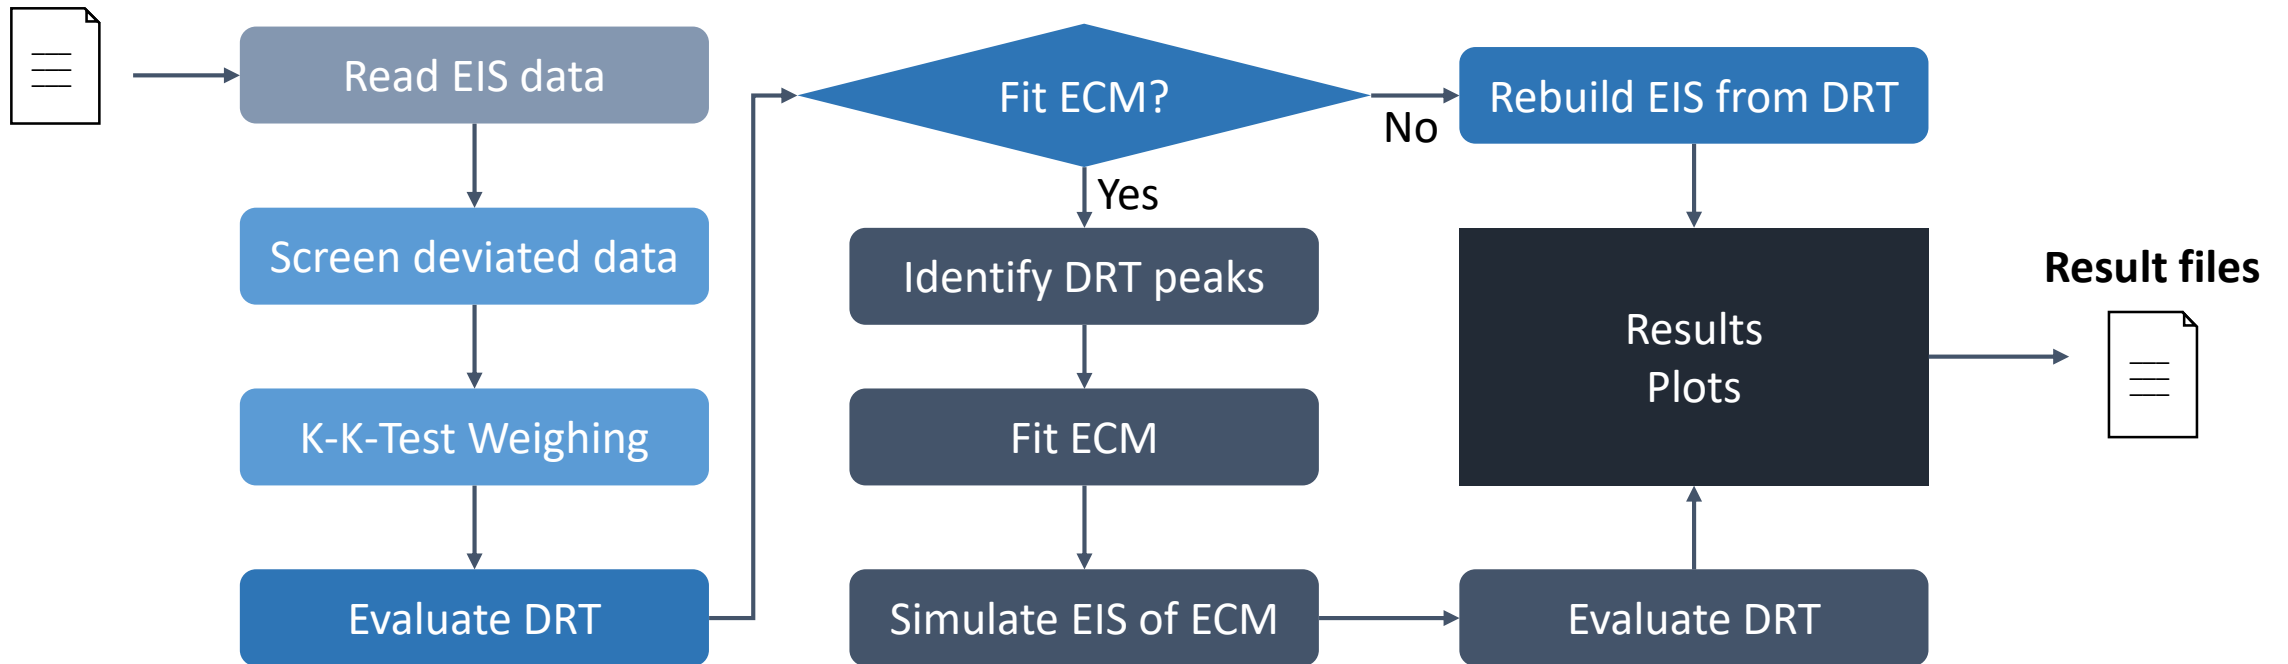 Read EIS data
Screen deviated data
K-K-Test Weighing
Evaluate DRT
Fit ECM?
No
Yes
Identify DRT peaks
Fit ECM
Simulate EIS of ECM
Rebuild EIS from DRT
Results
Plots
Evaluate DRT
Result files